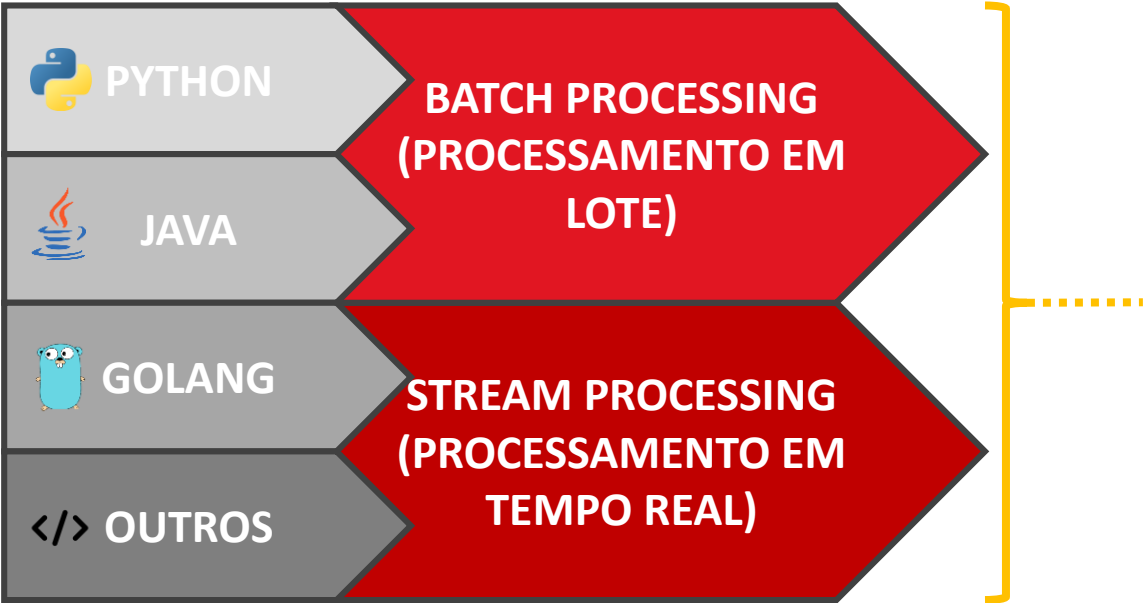 PYTHON
JAVA
GOLANG
</> OUTROS
BATCH PROCESSING
(PROCESSAMENTO EM
LOTE)
STREAM PROCESSING
(PROCESSAMENTO EM
TEMPO REAL)